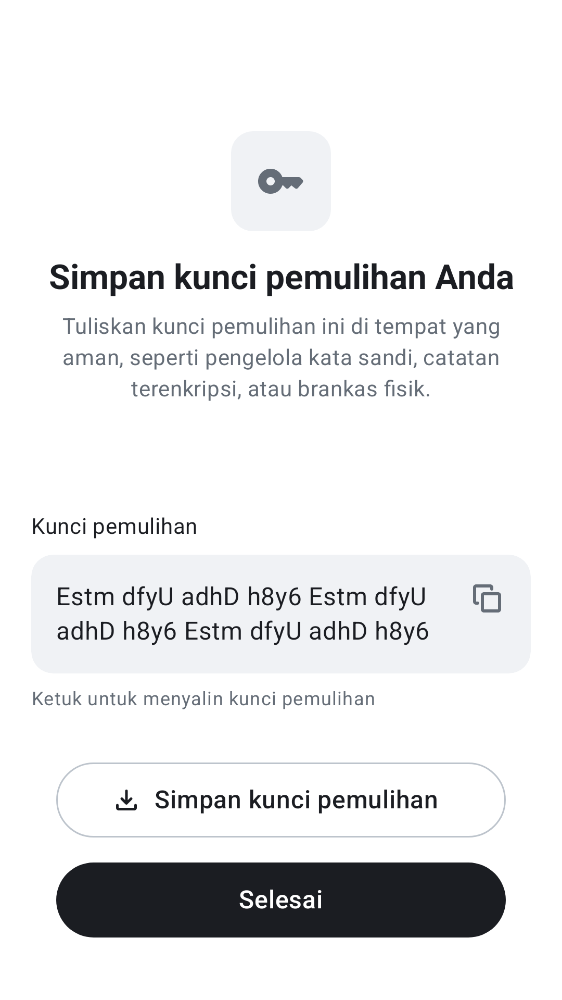 Simpan kunci pemulihan Anda
Tuliskan kunci pemulihan ini di tempat yang
aman, seperti pengelola kata sandi, catatan
terenkripsi, atau brankas fisik.
Kunci pemulihan
Estm dfyU adhD h8y6 Estm dfyU
adhD h8y6 Estm dfyU adhD h8y6
Ketuk untuk menyalin kunci pemulihan
Simpan kunci pemulihan
Selesai